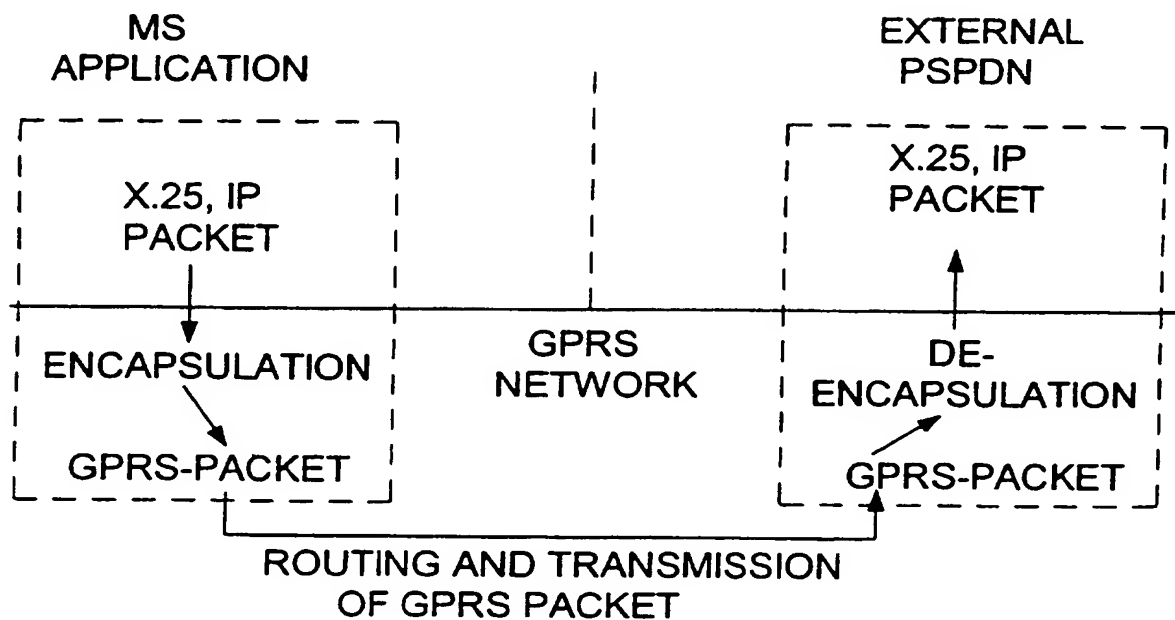 MS
APPLICATION
EXTERNAL
PSPDN
X.25, IP
PACKET
X.25, IP
PACKET
ENCAPSULATION
GPRS-PACKET
GPRS
NETWORK
DE-
ENCAPSULATION
GPRS-PACKET
ROUTING AND TRANSMISSION
OF GPRS PACKET